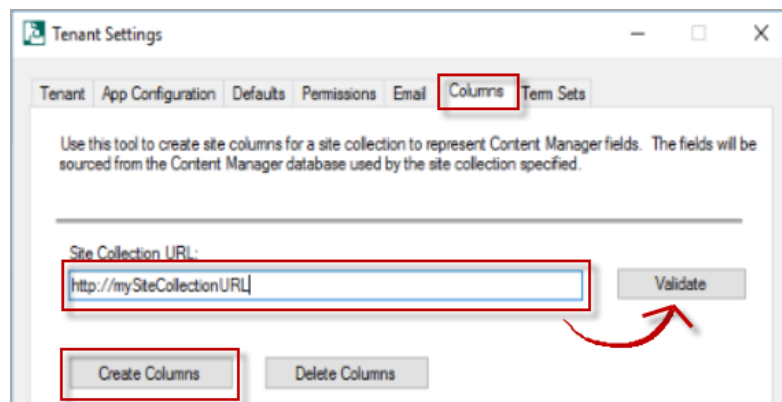 Tenant Settings
Tenant App Configuration Defaults Permissions Email Columns Term Sets
Use this tool to create site columns for a site collection to represent Content Manager fields. The fields will be
sourced from the Content Manager database used by the site collection specified.
Site Collection URL:
http://mySiteCollectionURL Validate
Create Columns Delete Columns